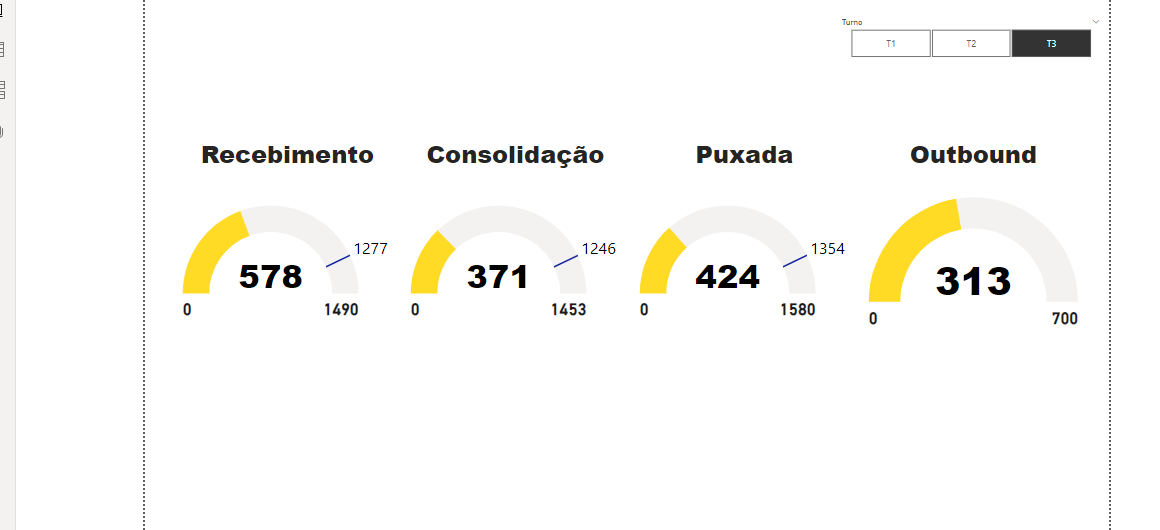 Turno
T1 T2 T3
Recebimento Consolidação Puxada Outbound
1277 1246 1354
578 371 424 313
0 1490 0 1453 0 1580 0 700